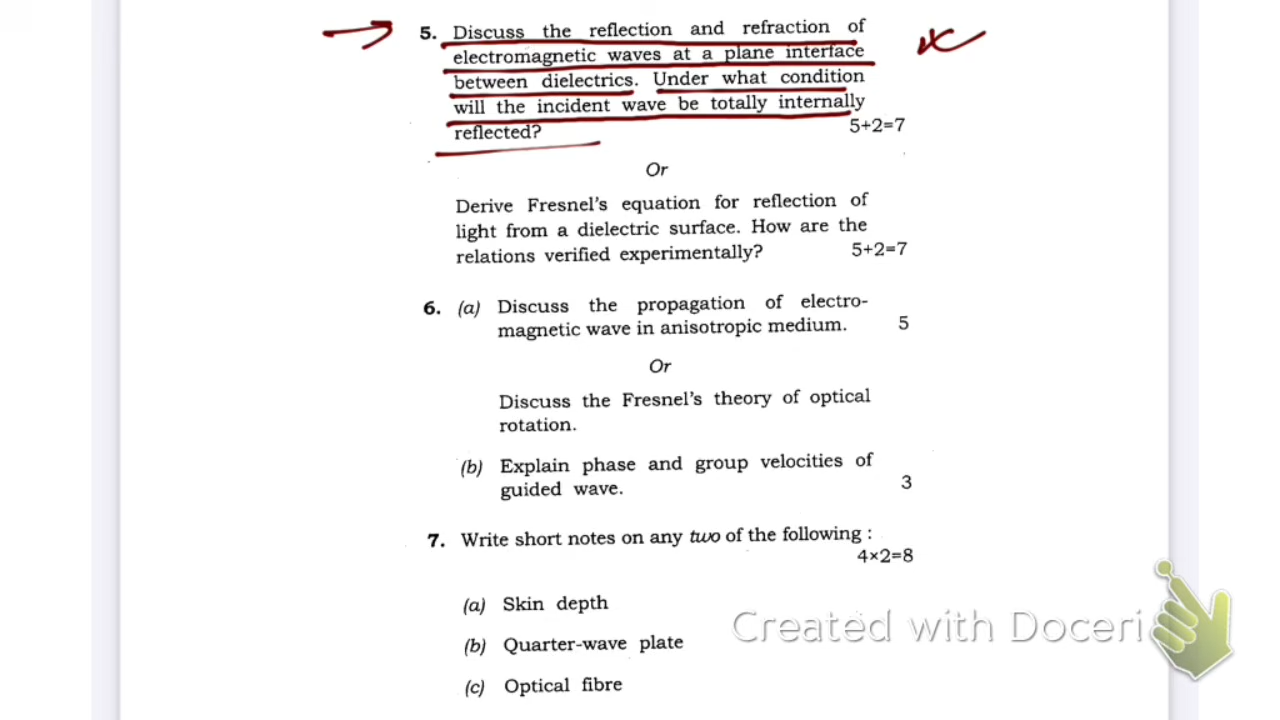 5. Discuss the reflection and refraction of
electromagnetic waves at a plane interface
between dielectrics. Under what condition
will the incident wave be totally internally
reflected? 5+2=7
Or
Derive Fresnel's equation for reflection of
light from a dielectric surface. How are the
relations verified experimentally? 5+2=7
6. (a) Discuss the propagation of electro-
magnetic wave in anisotropic medium. 5
Or
Discuss the Fresnel's theory of optical
rotation.
(b) Explain phase and group velocities of
guided wave. 3
7. Write short notes on any two of the following :
4×2=8
(a) Skin depth
(b) Quarter-wave plate
(c) Optical fibre
Created with Doceri